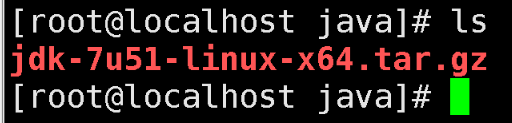 [root@localhost java]# ls
jdk-7u51-linux-x64.tar.gz
[root@localhost java]#